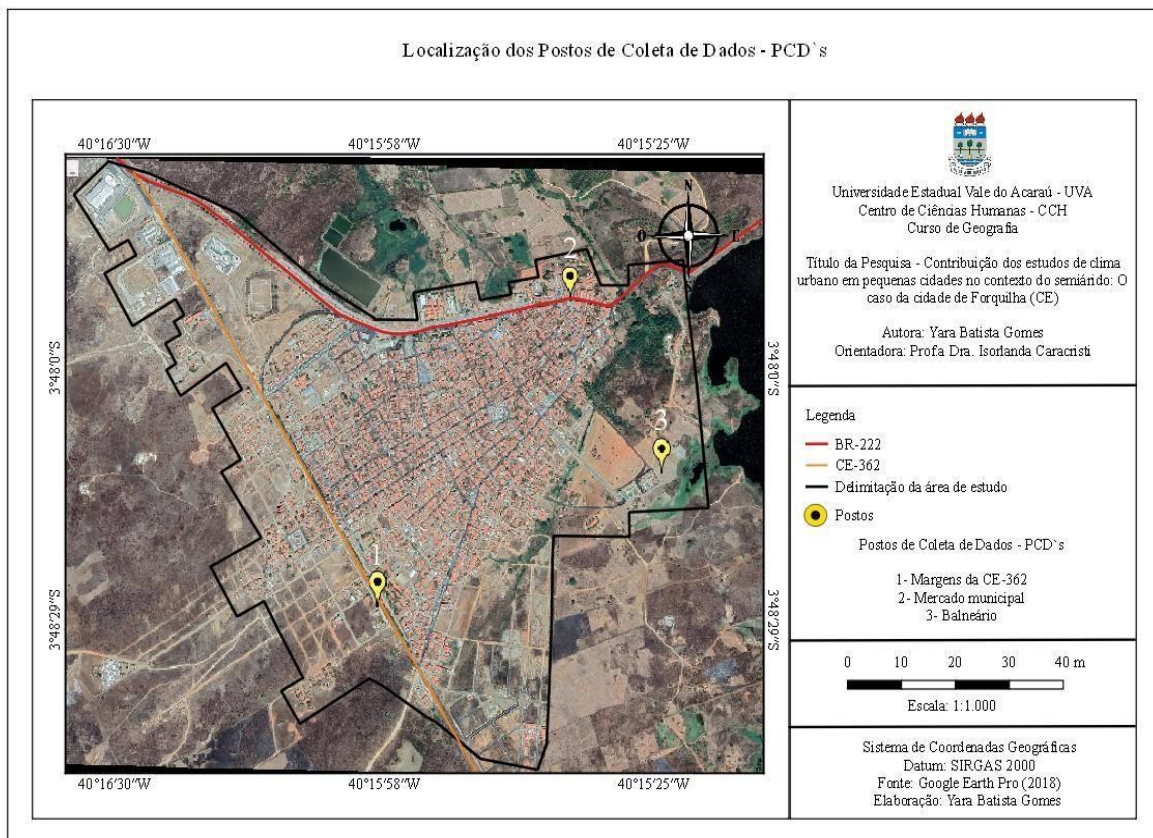 Localização dos Postos de Coleta de Dados - PCD`s
40°16'30"W 40°15'58"W 40°15'25"W
3°48'0"S
3°48'29"S
N
O
L
2
3
1
3°48'0"S
3°48'29"S
40°16'30"W 40°15'58"W 40°15'25"W
Universidade Estadual Vale do Acaraú - UVA
Centro de Ciências Humanas - CCH
Curso de Geografia
Título da Pesquisa - Contribuição dos estudos de clima
urbano em pequenas cidades no contexto do semiárido: O
caso da cidade de Forquilha (CE)
Autora: Yara Batista Gomes
Orientadora: Profa Dra. Isorlanda Caracristi
Legenda
BR-222
CE-362
Delimitação da área de estudo
Postos
Postos de Coleta de Dados - PCD`s
1- Margens da CE-362
2- Mercado municipal
3- Balneário
0 10 20 30 40 m
Escala: 1:1.000
Sistema de Coordenadas Geográficas
Datum: SIRGAS 2000
Fonte: Google Earth Pro (2018)
Elaboração: Yara Batista Gomes